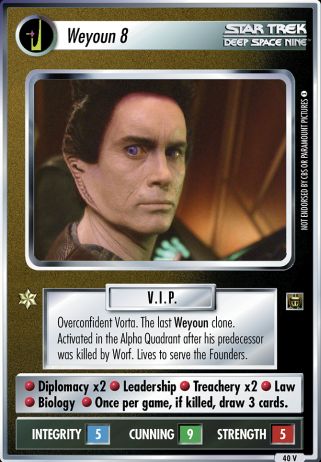 Weyoun 8
STAR TREK
DEEP SPACE NINE
NOT ENDORSED BY CBS OR PARAMOUNT PICTURES
V.I.P.
Overconfident Vorta. The last Weyoun clone.
Activated in the Alpha Quadrant after his predecessor
was killed by Worf. Lives to serve the Founders.
Diplomacy x2 Leadership Treachery x2 Law
Biology Once per game, if killed, draw 3 cards.
INTEGRITY 5 CUNNING 9 STRENGTH 5
40 V